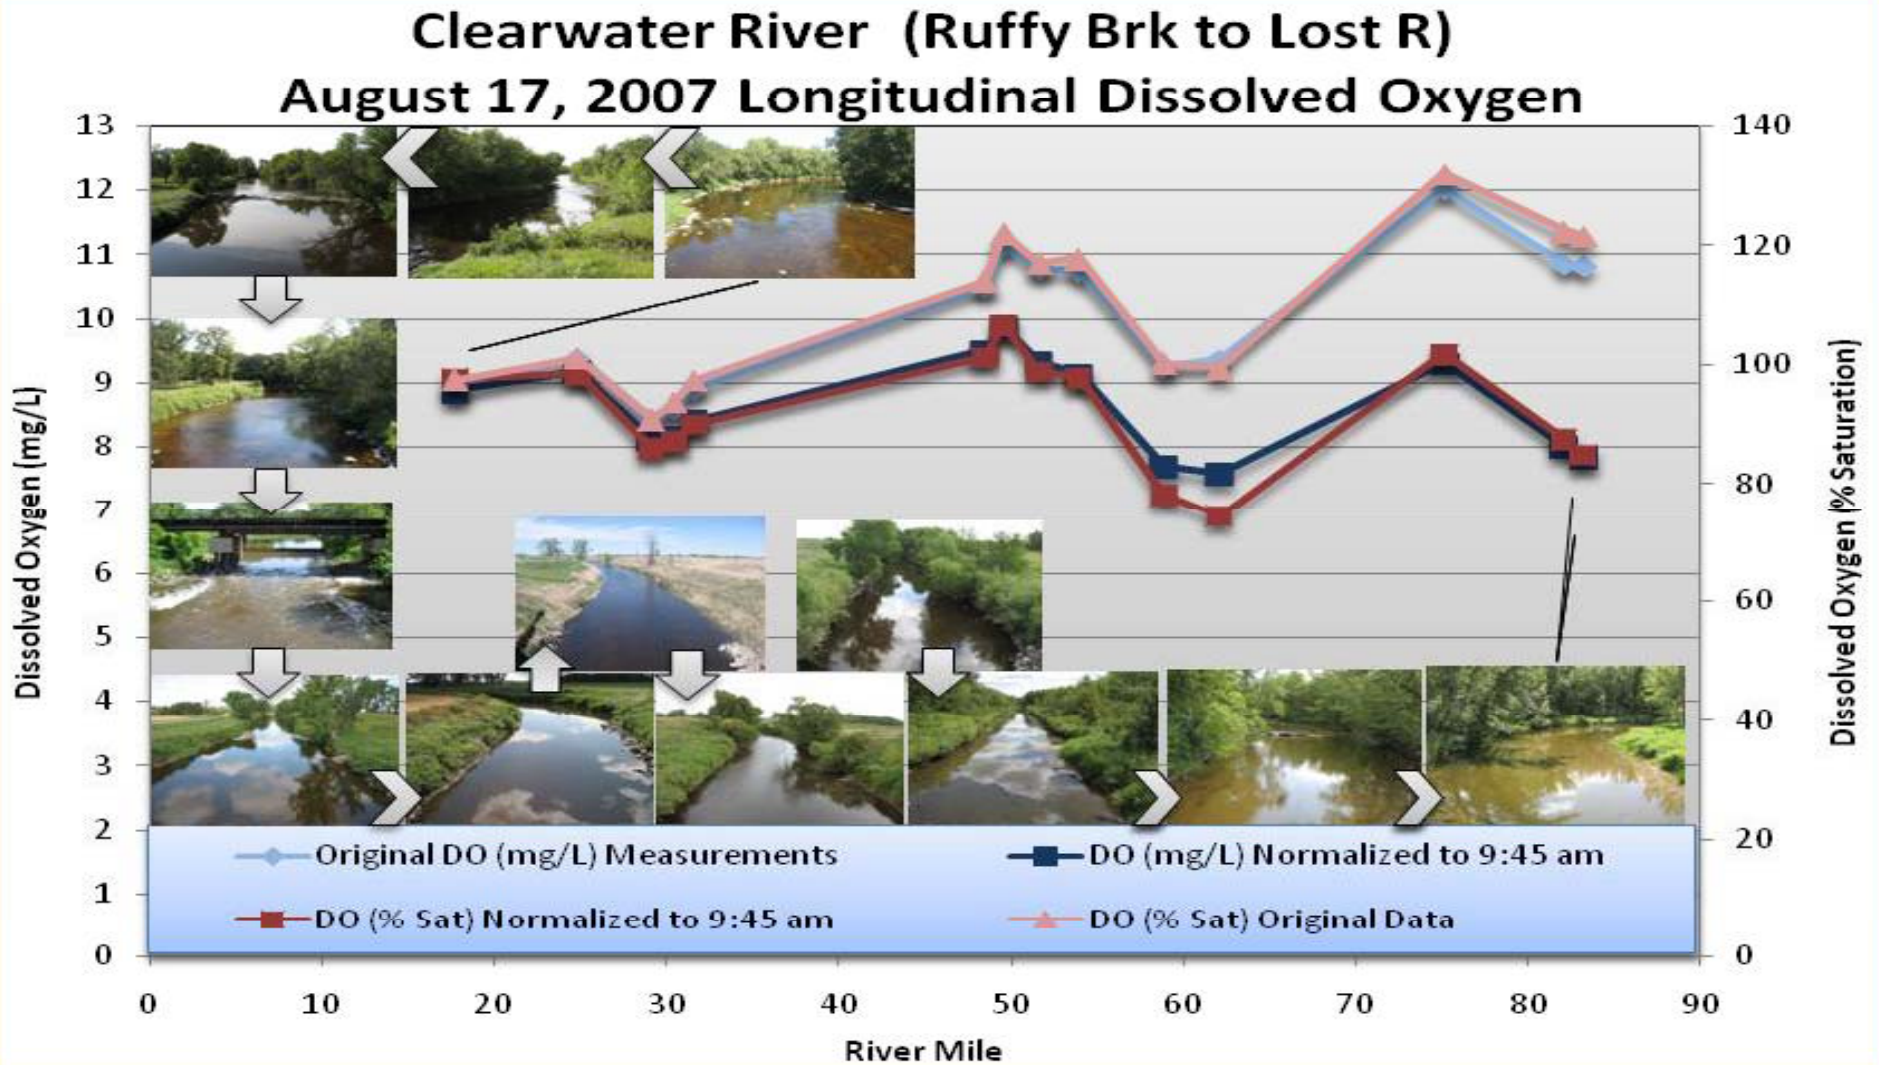 Clearwater River (Ruffy Brk to Lost R)
August 17, 2007 Longitudinal Dissolved Oxygen
13
12
11
10
9
8
7
6
5
4
3
2
1
0
Dissolved Oxygen (mg/L)
140
120
100
80
60
40
20
0
Dissolved Oxygen (% Saturation)
Original DO (mg/L) Measurements
DO (mg/L) Normalized to 9:45 am
DO (% Sat) Normalized to 9:45 am
DO (% Sat) Original Data
0 10 20 30 40 50 60 70 80 90
River Mile